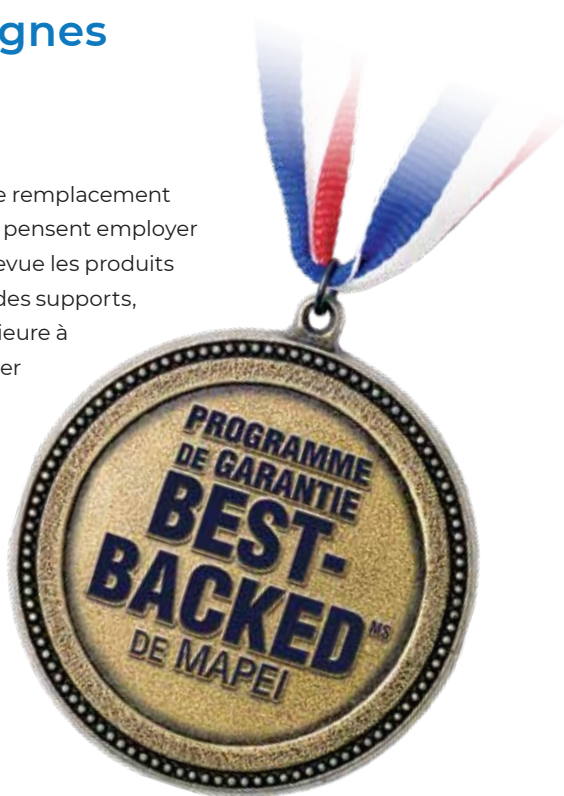 gnes
e remplacement
pensent employer
evue les produits
des supports,
ieure à
er
PROGRAMME
DE GARANTIE
BEST-
BACKED MS
DE MAPEI